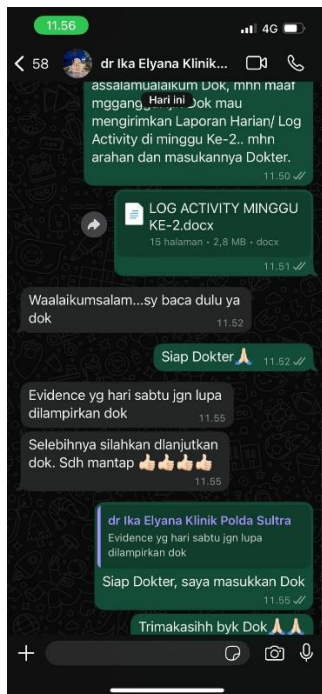 11.56
4G
58
dr Ika Elyana Klinik...
assalamualaikum Dok, mhn maaf
Dok mau
Hari ini
mengirimkan Laporan Harian/ Log
Activity di minggu Ke-2.. mhn
arahan dan masukannya Dokter.
11.50
LOG ACTIVITY MINGGU
KE-2.docx
15 halaman • 2,8 MB • docx
11.51
Waalaikumsalam...sy baca dulu ya
dok
11.52
Siap Dokter🙏🏻
11.52
Evidence yg hari sabtu jgn lupa
dilampirkan dok
11.55
Selebihnya silahkan dlanjutkan
dok. Sdh mantap 👍🏻👍🏻👍🏻👍🏻
11.55
dr Ika Elyana Klinik Polda Sultra
Evidence yg hari sabtu jgn lupa
dilampirkan dok
Siap Dokter, saya masukkan Dok
11.55
Trimakasihh byk Dok🙏🏻🙏🏻